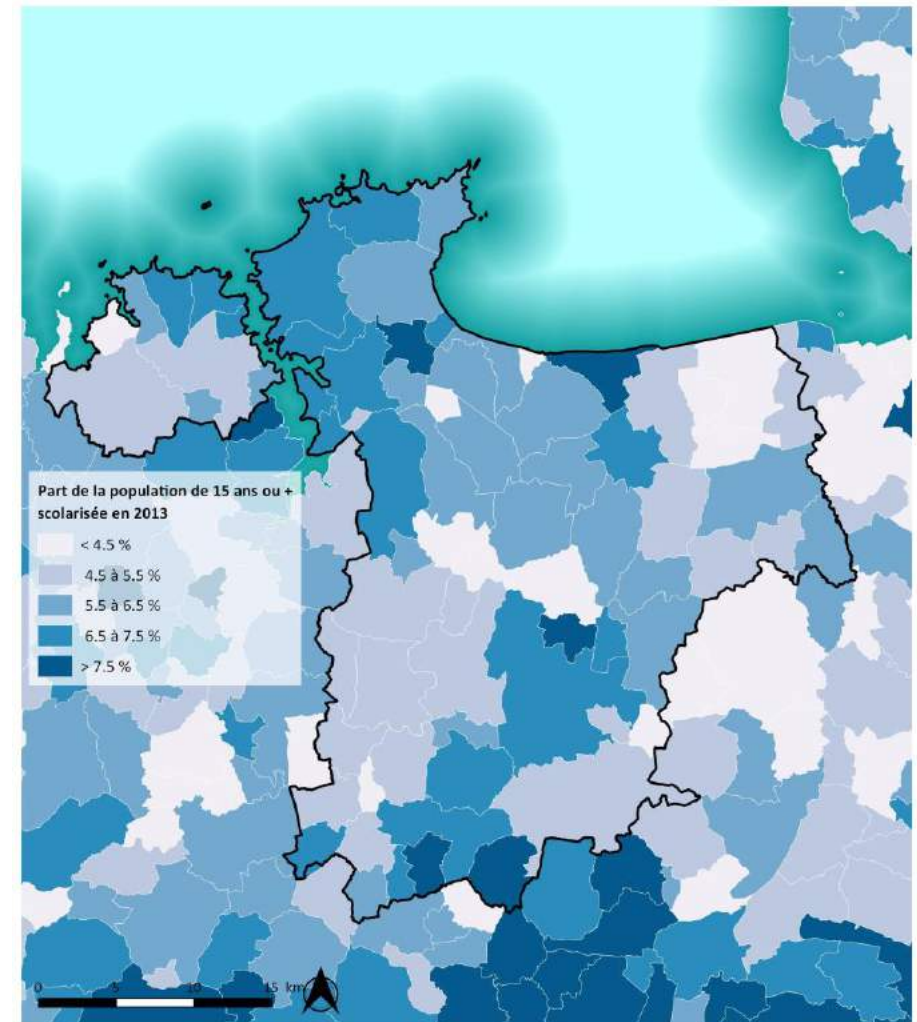 Part de la population de 15 ans ou +
scolarisée en 2013
< 4.5 %
4.5 à 5.5 %
5.5 à 6.5 %
6.5 à 7.5 %
> 7.5 %
0 5 10 15 km